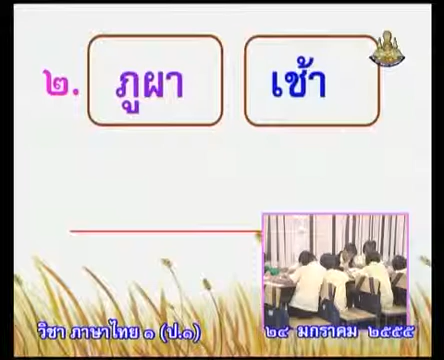 ๒. ภูผา เช้า
วิชา ภาษาไทย ๑ (ป.๑) ๒๔ มกราคม ๒๕๕๕